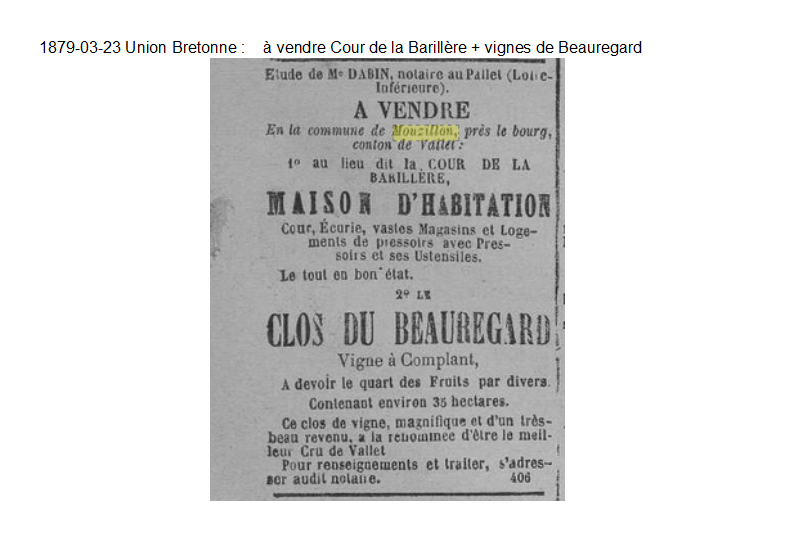 1879-03-23 Union Bretonne : à vendre Cour de la Barillère + vignes de Beauregard
Etude de Me DABIN, notaire au Pallet (Loire-
Inférieure).
A VENDRE
En la commune de Mouzillon, près le bourg,
conton de Vallet :
1o au lieu dit la COUR DE LA
BARILLÈRE,
MAISON D'HABITATION
Cour, Écurie, vastes Magasins et Loge-
ments de pressoirs avec Pres-
soirs et ses Ustensiles.
Le tout en bon état.
2o LE
CLOS DU BEAUREGARD
Vigne à Complant,
A devoir le quart des Fruits par divers.
Contenant environ 35 hectares.
Ce clos de vigne, magnifique et d'un très-
beau revenu, a la renommée d'être le meil-
leur Cru de Vallet
Pour renseignements et traiter, s'adres-
ser audit notaire. 406